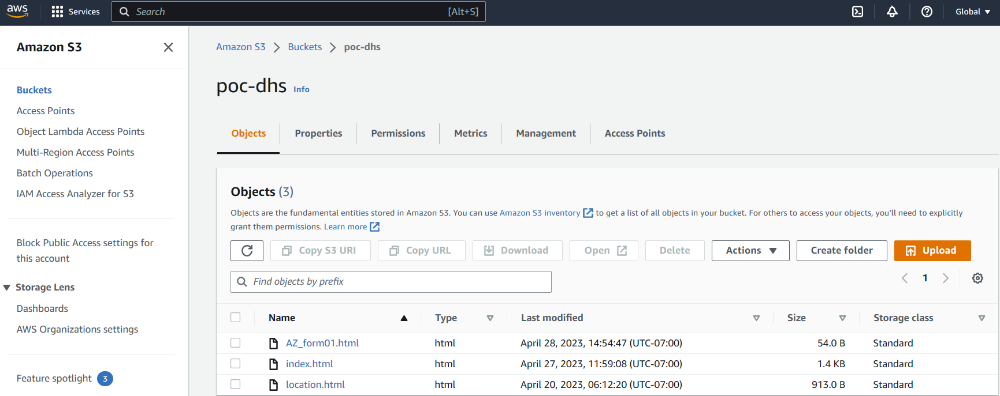 aws
Services
Search [Alt+S]
Global
Amazon S3
Buckets
Access Points
Object Lambda Access Points
Multi-Region Access Points
Batch Operations
IAM Access Analyzer for S3
Block Public Access settings for
this account
Storage Lens
Dashboards
AWS Organizations settings
Feature spotlight 3
Amazon S3 Buckets poc-dhs
poc-dhs Info
Objects Properties Permissions Metrics Management Access Points
Objects (3)
Objects are the fundamental entities stored in Amazon S3. You can use Amazon S3 inventory to get a list of all objects in your bucket. For others to access your objects, you’ll need to explicitly
grant them permissions. Learn more
Copy S3 URI Copy URL Download Open Delete Actions Create folder Upload
Find objects by prefix 1
Name Type Last modified Size Storage class
AZ_form01.html html April 28, 2023, 14:54:47 (UTC-07:00) 54.0 B Standard
index.html html April 27, 2023, 11:59:08 (UTC-07:00) 1.4 KB Standard
location.html html April 20, 2023, 06:12:20 (UTC-07:00) 913.0 B Standard